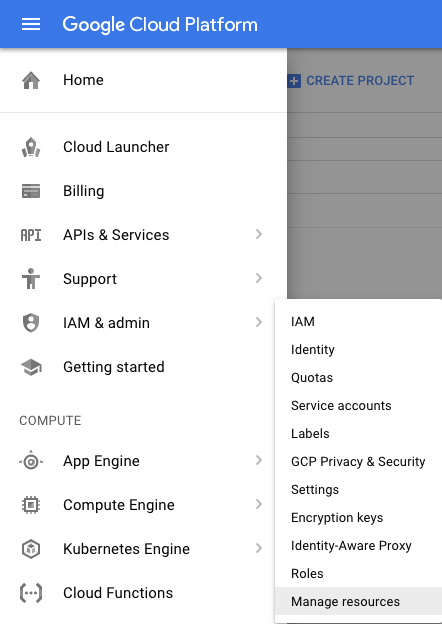 Google Cloud Platform
Home
CREATE PROJECT
Cloud Launcher
Billing
API APIs & Services
Support
IAM & admin
Getting started
COMPUTE
App Engine
Compute Engine
Kubernetes Engine
Cloud Functions
IAM
Identity
Quotas
Service accounts
Labels
GCP Privacy & Security
Settings
Encryption keys
Identity-Aware Proxy
Roles
Manage resources